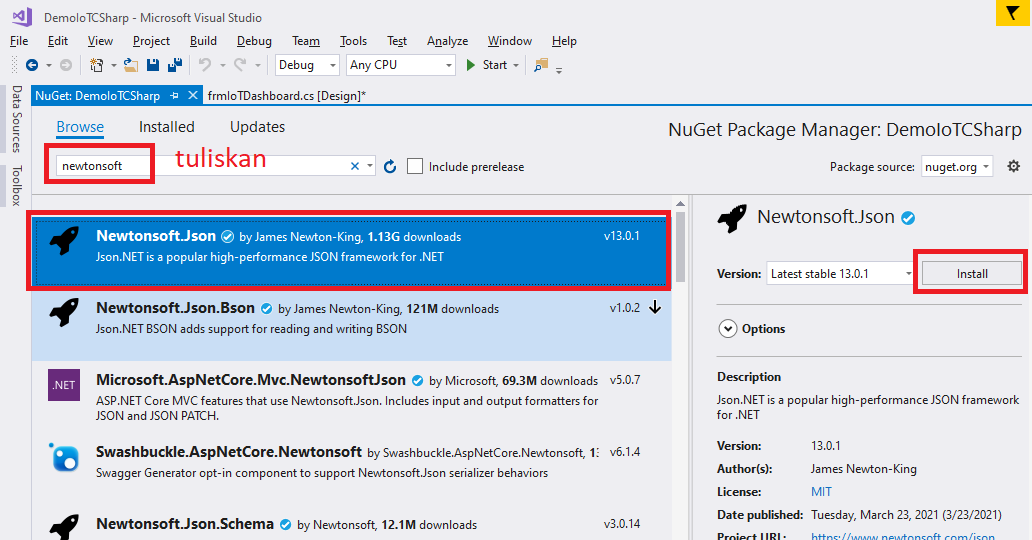 DemoIoTCSharp - Microsoft Visual Studio
File Edit View Project Build Debug Team Tools Test Analyze Window Help
Debug Any CPU Start
Data Sources
Toolbox
NuGet: DemoIoTCSharp frmIoTDashboard.cs [Design]*
Browse Installed Updates
NuGet Package Manager: DemoIoTCSharp
newtonsoft
tuliskan
Include prerelease
Package source: nuget.org
Newtonsoft.Json by James Newton-King, 1.13G downloads v13.0.1
Json.NET is a popular high-performance JSON framework for .NET
Newtonsoft.Json.Bson by James Newton-King, 121M downloads v1.0.2
Json.NET BSON adds support for reading and writing BSON
.NET
Microsoft.AspNetCore.Mvc.NewtonsoftJson by Microsoft, 69.3M downloads v5.0.7
ASP.NET Core MVC features that use Newtonsoft.Json. Includes input and output formatters for
JSON and JSON PATCH.
Swashbuckle.AspNetCore.Newtonsoft by Swashbuckle.AspNetCore.Newtonsoft, v6.1.4
Swagger Generator opt-in component to support Newtonsoft.Json serializer behaviors
Newtonsoft.Json.Schema by Newtonsoft, 12.1M downloads v3.0.14
Newtonsoft.Json
Version: Latest stable 13.0.1 Install
Options
Description
Json.NET is a popular high-performance JSON framework
for .NET
Version: 13.0.1
Author(s): James Newton-King
License: MIT
Date published: Tuesday, March 23, 2021 (3/23/2021)
Project URL: https://www.newtonsoft.com/json